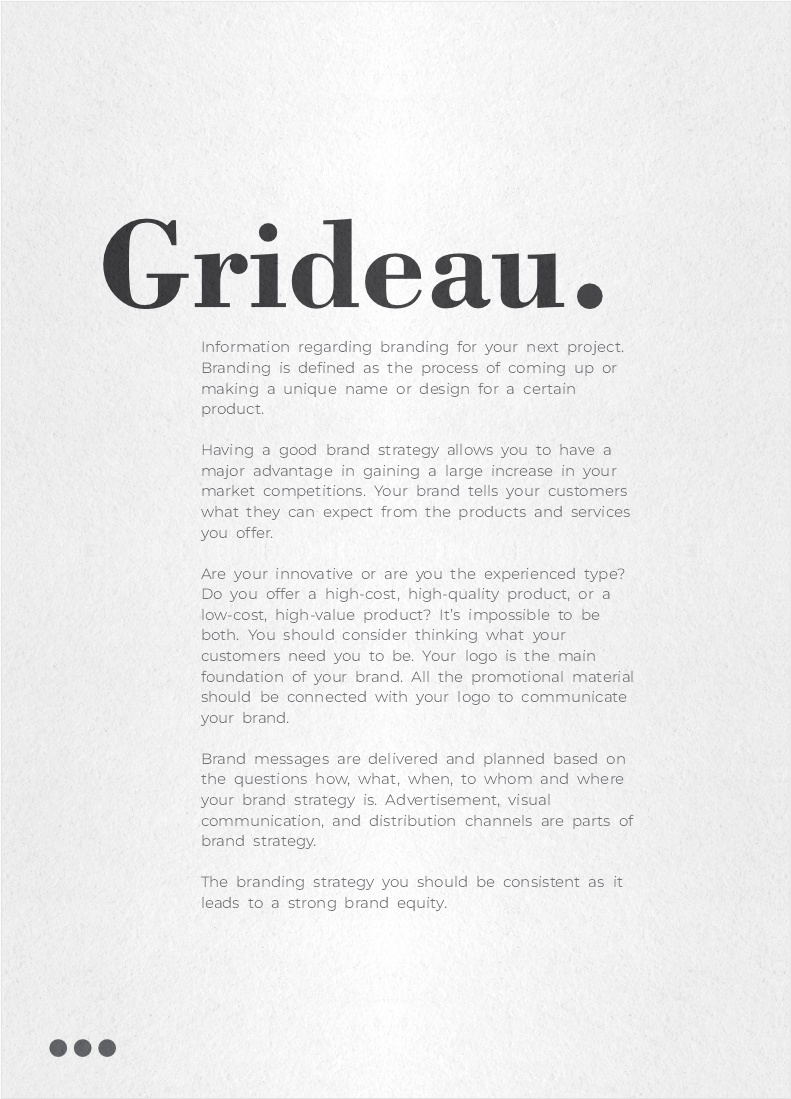 Grideau.
Information regarding branding for your next project.
Branding is defined as the process of coming up or
making a unique name or design for a certain
product.
Having a good brand strategy allows you to have a
major advantage in gaining a large increase in your
market competitions. Your brand tells your customers
what they can expect from the products and services
you offer.
Are your innovative or are you the experienced type?
Do you offer a high-cost, high-quality product, or a
low-cost, high-value product? It’s impossible to be
both. You should consider thinking what your
customers need you to be. Your logo is the main
foundation of your brand. All the promotional material
should be connected with your logo to communicate
your brand.
Brand messages are delivered and planned based on
the questions how, what, when, to whom and where
your brand strategy is. Advertisement, visual
communication, and distribution channels are parts of
brand strategy.
The branding strategy you should be consistent as it
leads to a strong brand equity.